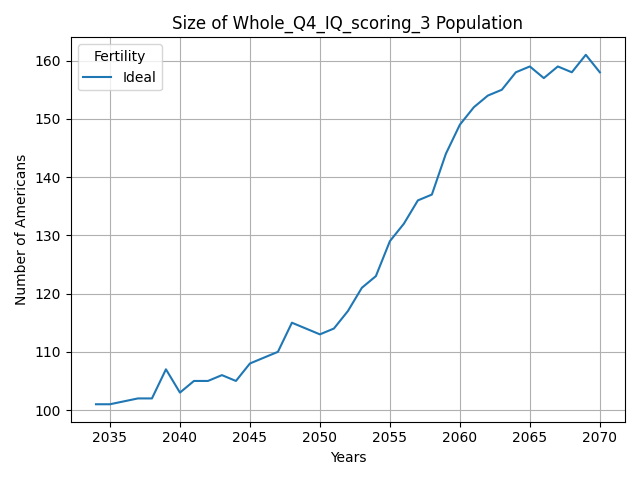 Size of Whole_Q4_IQ_scoring_3 Population
Fertility
Ideal
Number of Americans
160
150
140
130
120
110
100
2035 2040 2045 2050 2055 2060 2065 2070
Years